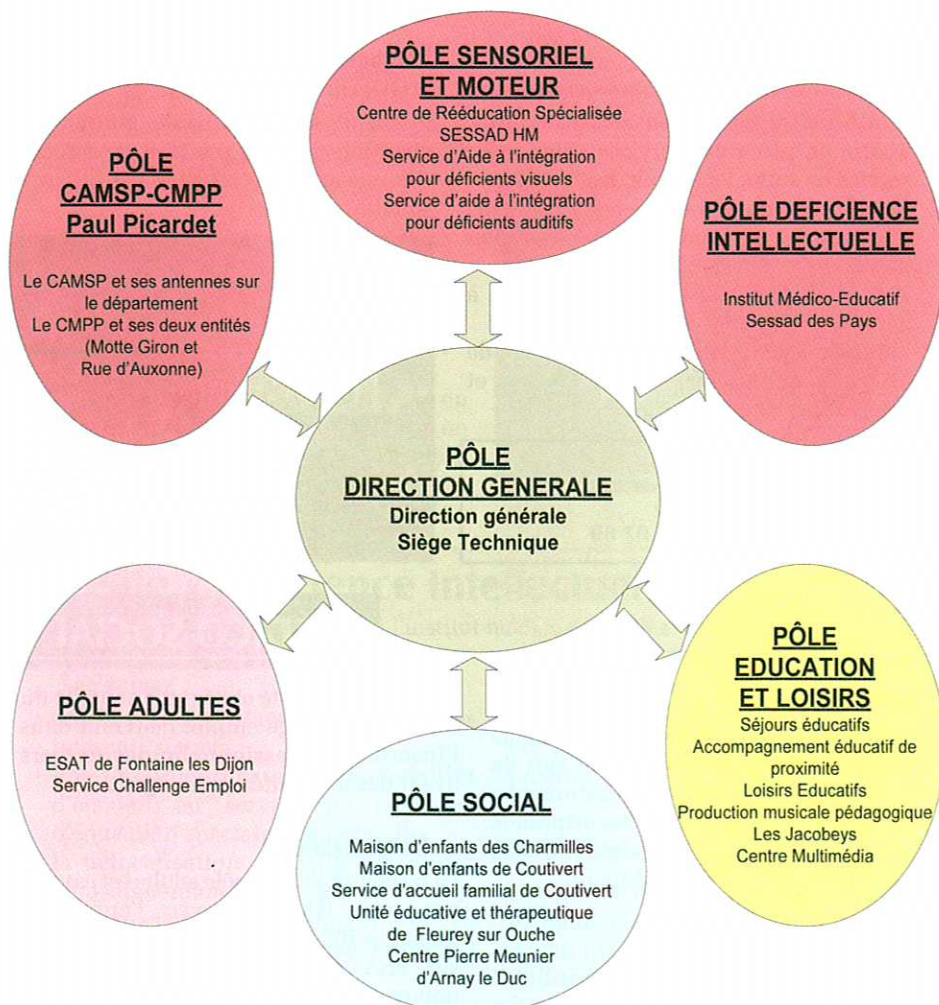 PÔLE SENSORIEL
ET MOTEUR
Centre de Rééducation Spécialisée
SESSAD HM
Service d'Aide à l'intégration
pour déficients visuels
Service d'aide à l'intégration
pour déficients auditifs
PÔLE
CAMSP-CMPP
Paul Picardet
Le CAMSP et ses antennes sur
le département
Le CMPP et ses deux entités
(Motte Giron et
Rue d'Auxonne)
PÔLE DEFICIENCE
INTELLECTUELLE
Institut Médico-Educatif
Sessad des Pays
PÔLE
DIRECTION GENERALE
Direction générale
Siège Technique
PÔLE ADULTES
ESAT de Fontaine les Dijon
Service Challenge Emploi
PÔLE SOCIAL
Maison d'enfants des Charmilles
Maison d'enfants de Coutivert
Service d'accueil familial de Coutivert
Unité éducative et thérapeutique
de Fleurey sur Ouche
Centre Pierre Meunier
d'Arnay le Duc
PÔLE
EDUCATION
ET LOISIRS
Séjours éducatifs
Accompagnement éducatif de
proximité
Loisirs Educatifs
Production musicale pédagogique
Les Jacobeys
Centre Multimédia